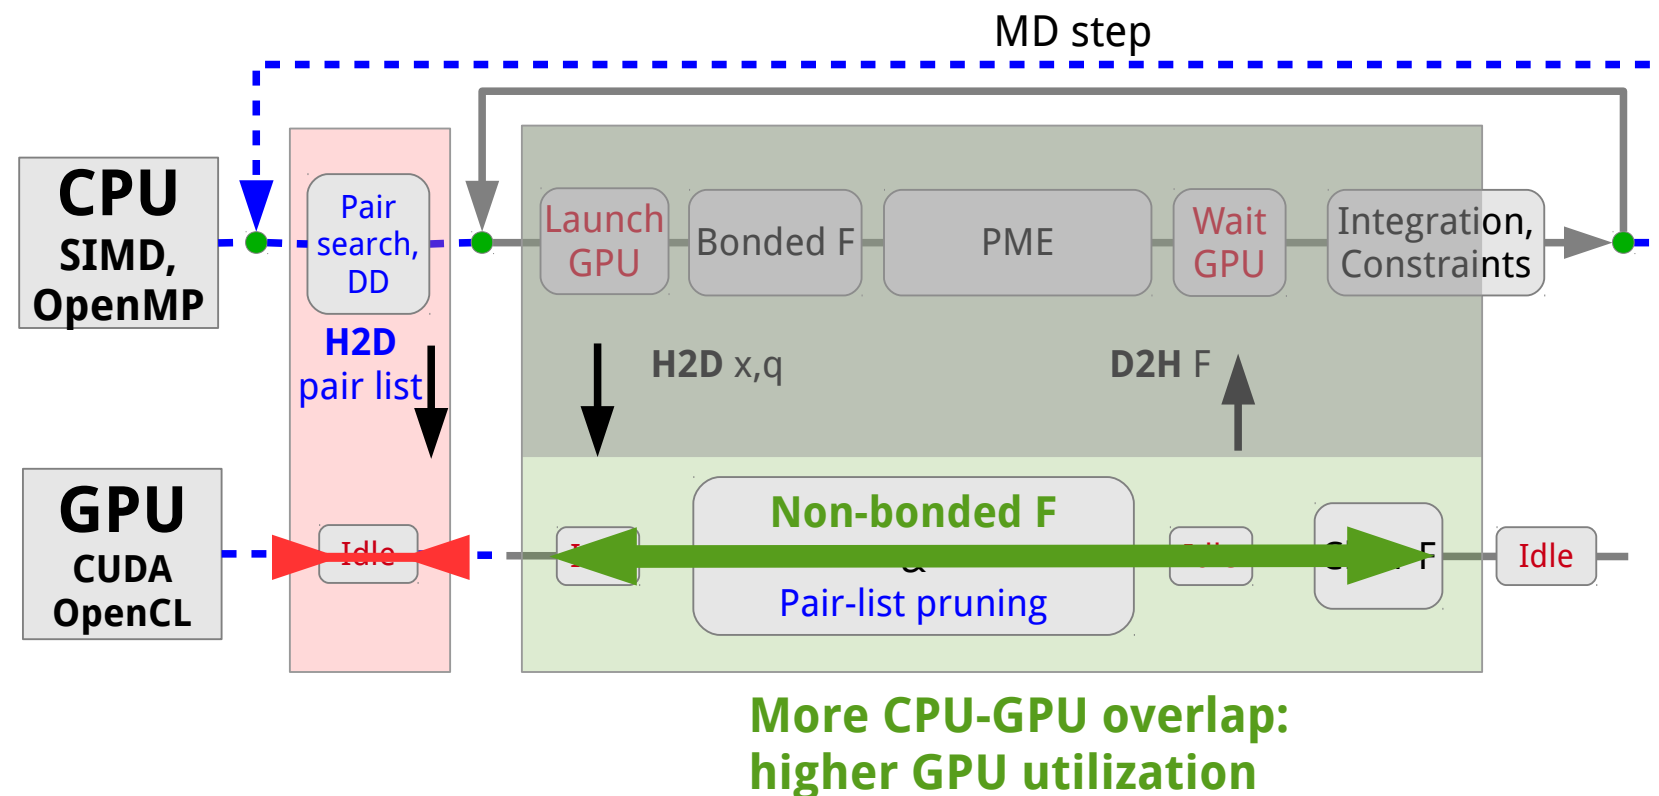 MD step
CPU
SIMD,
OpenMP
Pair
search,
DD
H2D
pair list
Launch
GPU
Bonded F
PME
Wait
GPU
Integration,
Constraints
H2D x,q
D2H F
GPU
CUDA
OpenCL
Idle
Non-bonded F
&
Pair-list pruning
F
Idle
More CPU-GPU overlap:
higher GPU utilization